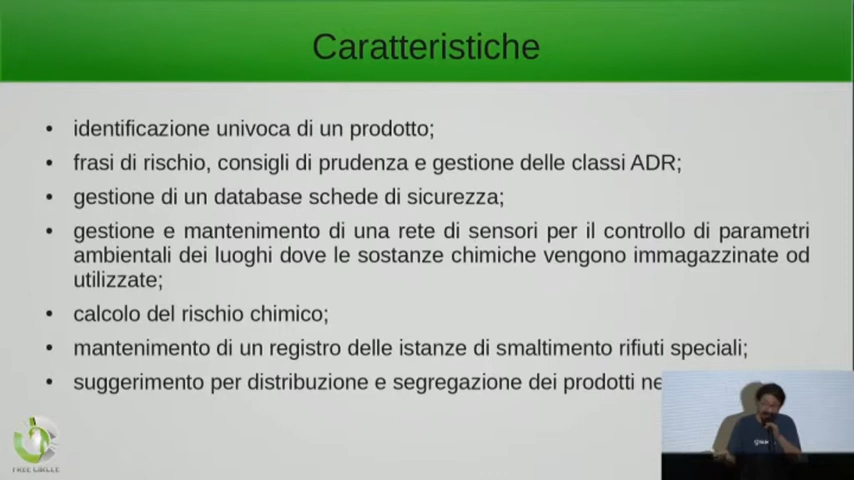 Caratteristiche
• identificazione univoca di un prodotto;
• frasi di rischio, consigli di prudenza e gestione delle classi ADR;
• gestione di un database schede di sicurezza;
• gestione e mantenimento di una rete di sensori per il controllo di parametri
ambientali dei luoghi dove le sostanze chimiche vengono immagazzinate od
utilizzate;
• calcolo del rischio chimico;
• mantenimento di un registro delle istanze di smaltimento rifiuti speciali;
• suggerimento per distribuzione e segregazione dei prodotti